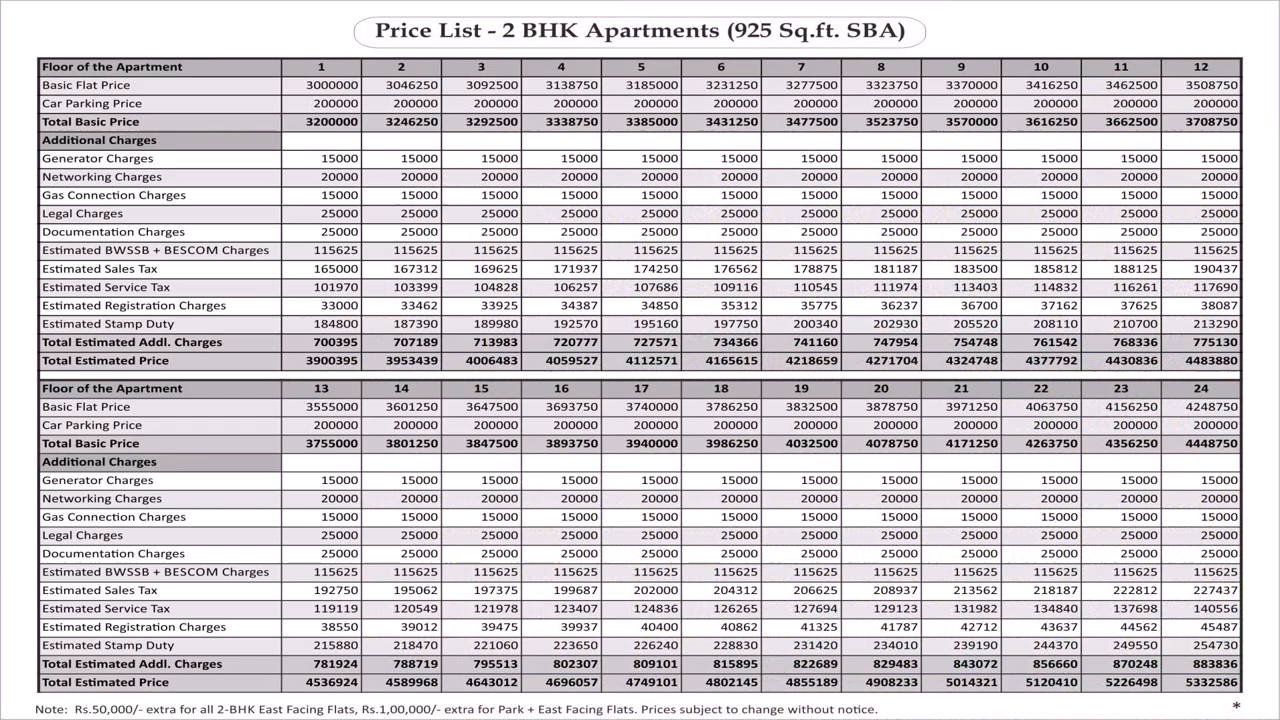 Price List - 2 BHK Apartments (925 Sq.ft. SBA)
Floor of the Apartment 1 2 3 4 5 6 7 8 9 10 11 12
Basic Flat Price 3000000 3046250 3092500 3138750 3185000 3231250 3277500 3323750 3370000 3416250 3462500 3508750
Car Parking Price 200000 200000 200000 200000 200000 200000 200000 200000 200000 200000 200000 200000
Total Basic Price 3200000 3246250 3292500 3338750 3385000 3431250 3477500 3523750 3570000 3616250 3662500 3708750
Additional Charges
Generator Charges 15000 15000 15000 15000 15000 15000 15000 15000 15000 15000 15000 15000
Networking Charges 20000 20000 20000 20000 20000 20000 20000 20000 20000 20000 20000 20000
Gas Connection Charges 15000 15000 15000 15000 15000 15000 15000 15000 15000 15000 15000 15000
Legal Charges 25000 25000 25000 25000 25000 25000 25000 25000 25000 25000 25000 25000
Documentation Charges 25000 25000 25000 25000 25000 25000 25000 25000 25000 25000 25000 25000
Estimated BWSSB + BESCOM Charges 115625 115625 115625 115625 115625 115625 115625 115625 115625 115625 115625 115625
Estimated Sales Tax 165000 167312 169625 171937 174250 176562 178875 181187 183500 185812 188125 190437
Estimated Service Tax 101970 103399 104828 106257 107686 109116 110545 111974 113403 114832 116261 117690
Estimated Registration Charges 33000 33462 33925 34387 34850 35312 35775 36237 36700 37162 37625 38087
Estimated Stamp Duty 184800 187390 189980 192570 195160 197750 200340 202930 205520 208110 210700 213290
Total Estimated Addl. Charges 700395 707189 713983 720777 727571 734366 741160 747954 754748 761542 768336 775130
Total Estimated Price 3900395 3953439 4006483 4059527 4112571 4165615 4218659 4271704 4324748 4377792 4430836 4483880
Floor of the Apartment 13 14 15 16 17 18 19 20 21 22 23 24
Basic Flat Price 3555000 3601250 3647500 3693750 3740000 3786250 3832500 3878750 3971250 4063750 4156250 4248750
Car Parking Price 200000 200000 200000 200000 200000 200000 200000 200000 200000 200000 200000 200000
Total Basic Price 3755000 3801250 3847500 3893750 3940000 3986250 4032500 4078750 4171250 4263750 4356250 4448750
Additional Charges
Generator Charges 15000 15000 15000 15000 15000 15000 15000 15000 15000 15000 15000 15000
Networking Charges 20000 20000 20000 20000 20000 20000 20000 20000 20000 20000 20000 20000
Gas Connection Charges 15000 15000 15000 15000 15000 15000 15000 15000 15000 15000 15000 15000
Legal Charges 25000 25000 25000 25000 25000 25000 25000 25000 25000 25000 25000 25000
Documentation Charges 25000 25000 25000 25000 25000 25000 25000 25000 25000 25000 25000 25000
Estimated BWSSB + BESCOM Charges 115625 115625 115625 115625 115625 115625 115625 115625 115625 115625 115625 115625
Estimated Sales Tax 192750 195062 197375 199687 202000 204312 206625 208937 213562 218187 222812 227437
Estimated Service Tax 119119 120549 121978 123407 124836 126265 127694 129123 131982 134840 137698 140556
Estimated Registration Charges 38550 39012 39475 39937 40400 40862 41325 41787 42712 43637 44562 45487
Estimated Stamp Duty 215880 218470 221060 223650 226240 228830 231420 234010 239190 244370 249550 254730
Total Estimated Addl. Charges 781924 788719 795513 802307 809101 815895 822689 829483 843072 856660 870248 883836
Total Estimated Price 4536924 4589968 4643012 4696057 4749101 4802145 4855189 4908233 5014321 5120410 5226498 5332586
Note: Rs.50,000/- extra for all 2-BHK East Facing Flats, Rs.1,00,000/- extra for Park + East Facing Flats. Prices subject to change without notice. *